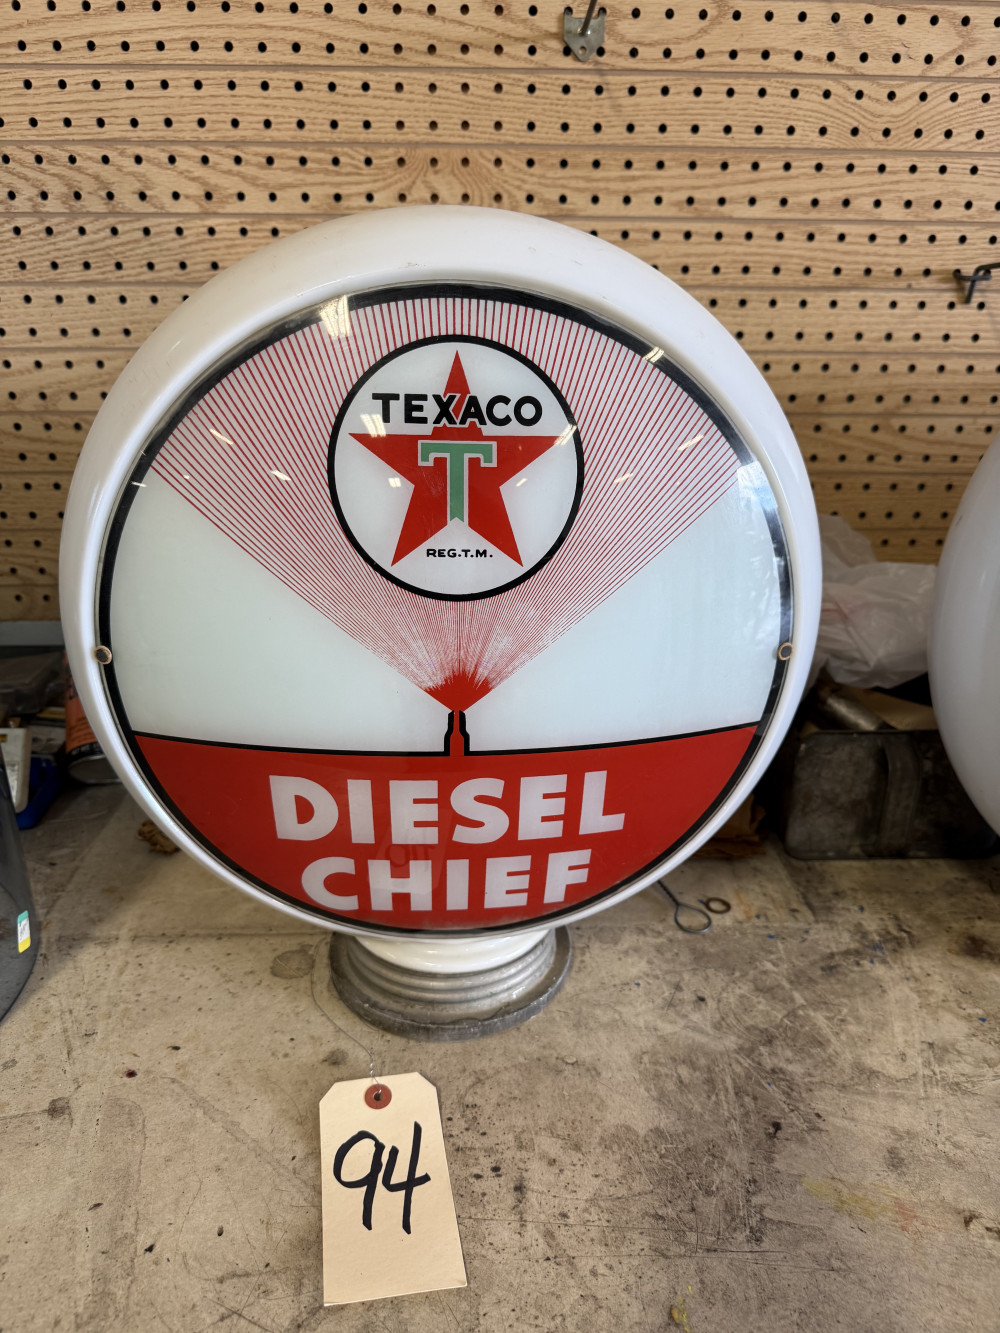 TEXACO
T
REG.T.M.
DIESEL
CHIEF
94